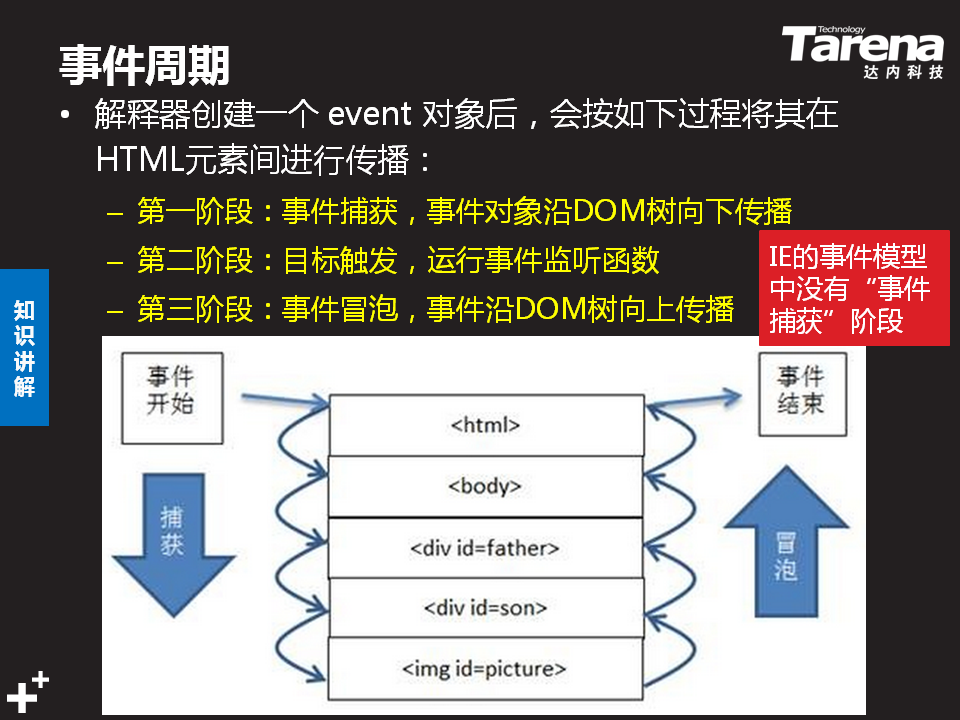 Technology
Tarena
达内科技
事件周期
• 解释器创建一个 event 对象后，会按如下过程将其在
HTML元素间进行传播：
– 第一阶段：事件捕获，事件对象沿DOM树向下传播
– 第二阶段：目标触发，运行事件监听函数
– 第三阶段：事件冒泡，事件沿DOM树向上传播
IE的事件模型
中没有“事件
捕获”阶段
知
识
讲
解
事件
开始
捕
获
<html>
<body>
<div id=father>
<div id=son>
<img id=picture>
事件
结束
冒
泡